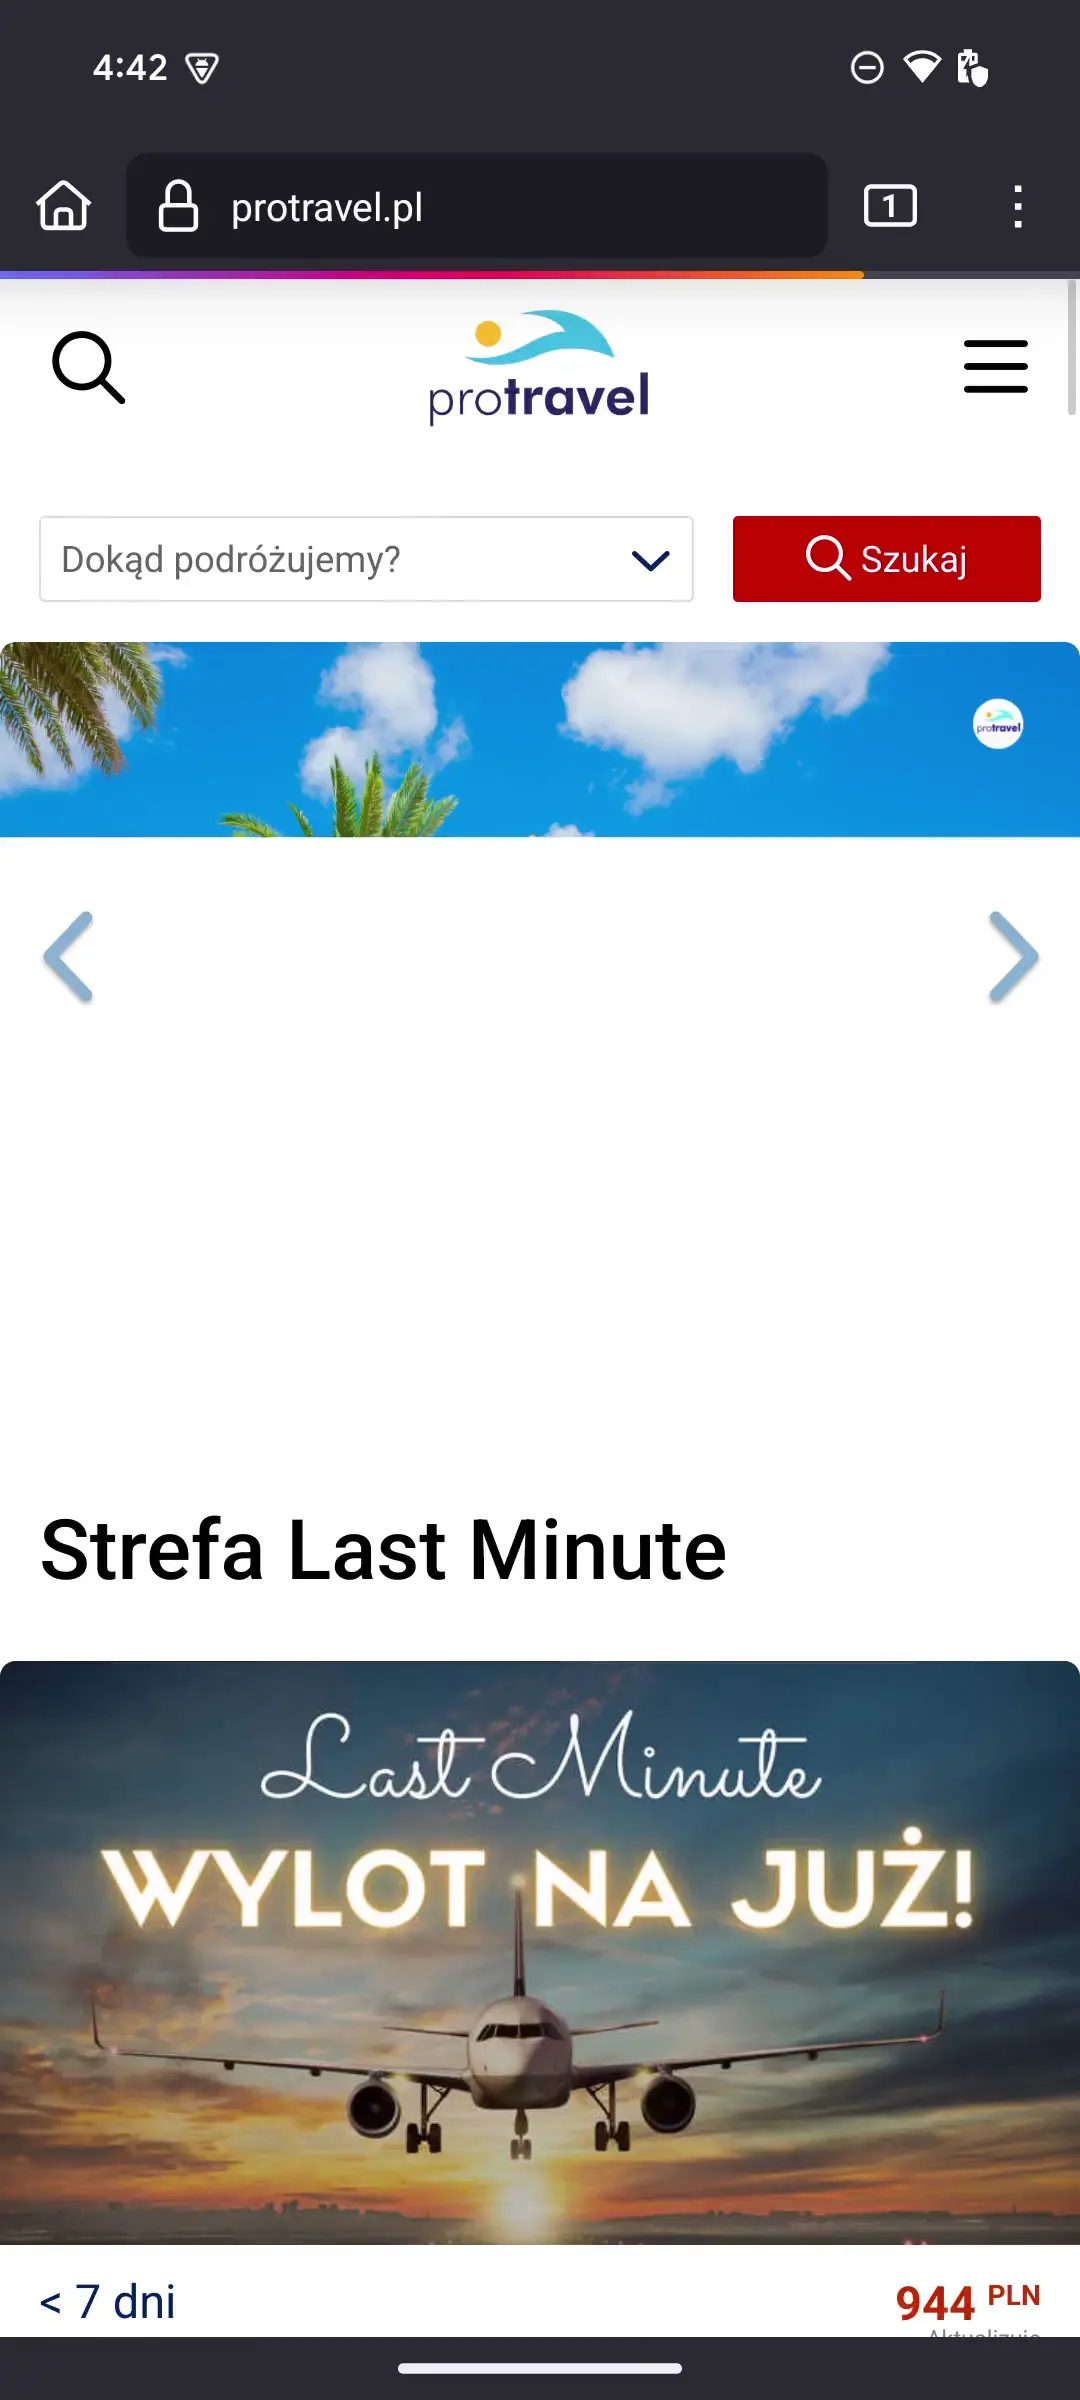 4:42
protravel.pl
1
protravel
Dokąd podróżujemy?
Szukaj
protravel
Strefa Last Minute
Last Minute
WYLOT NA JUŻ!
< 7 dni
944 PLN